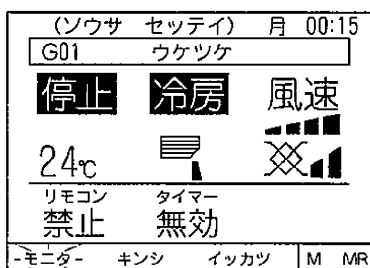 (ソウサ セッテイ) 月 00:15
G01 ウケツケ
停止 冷房 風速
24℃
リモコン タイマー
禁止 無効
-モニタ- キンシ イッカツ M MR